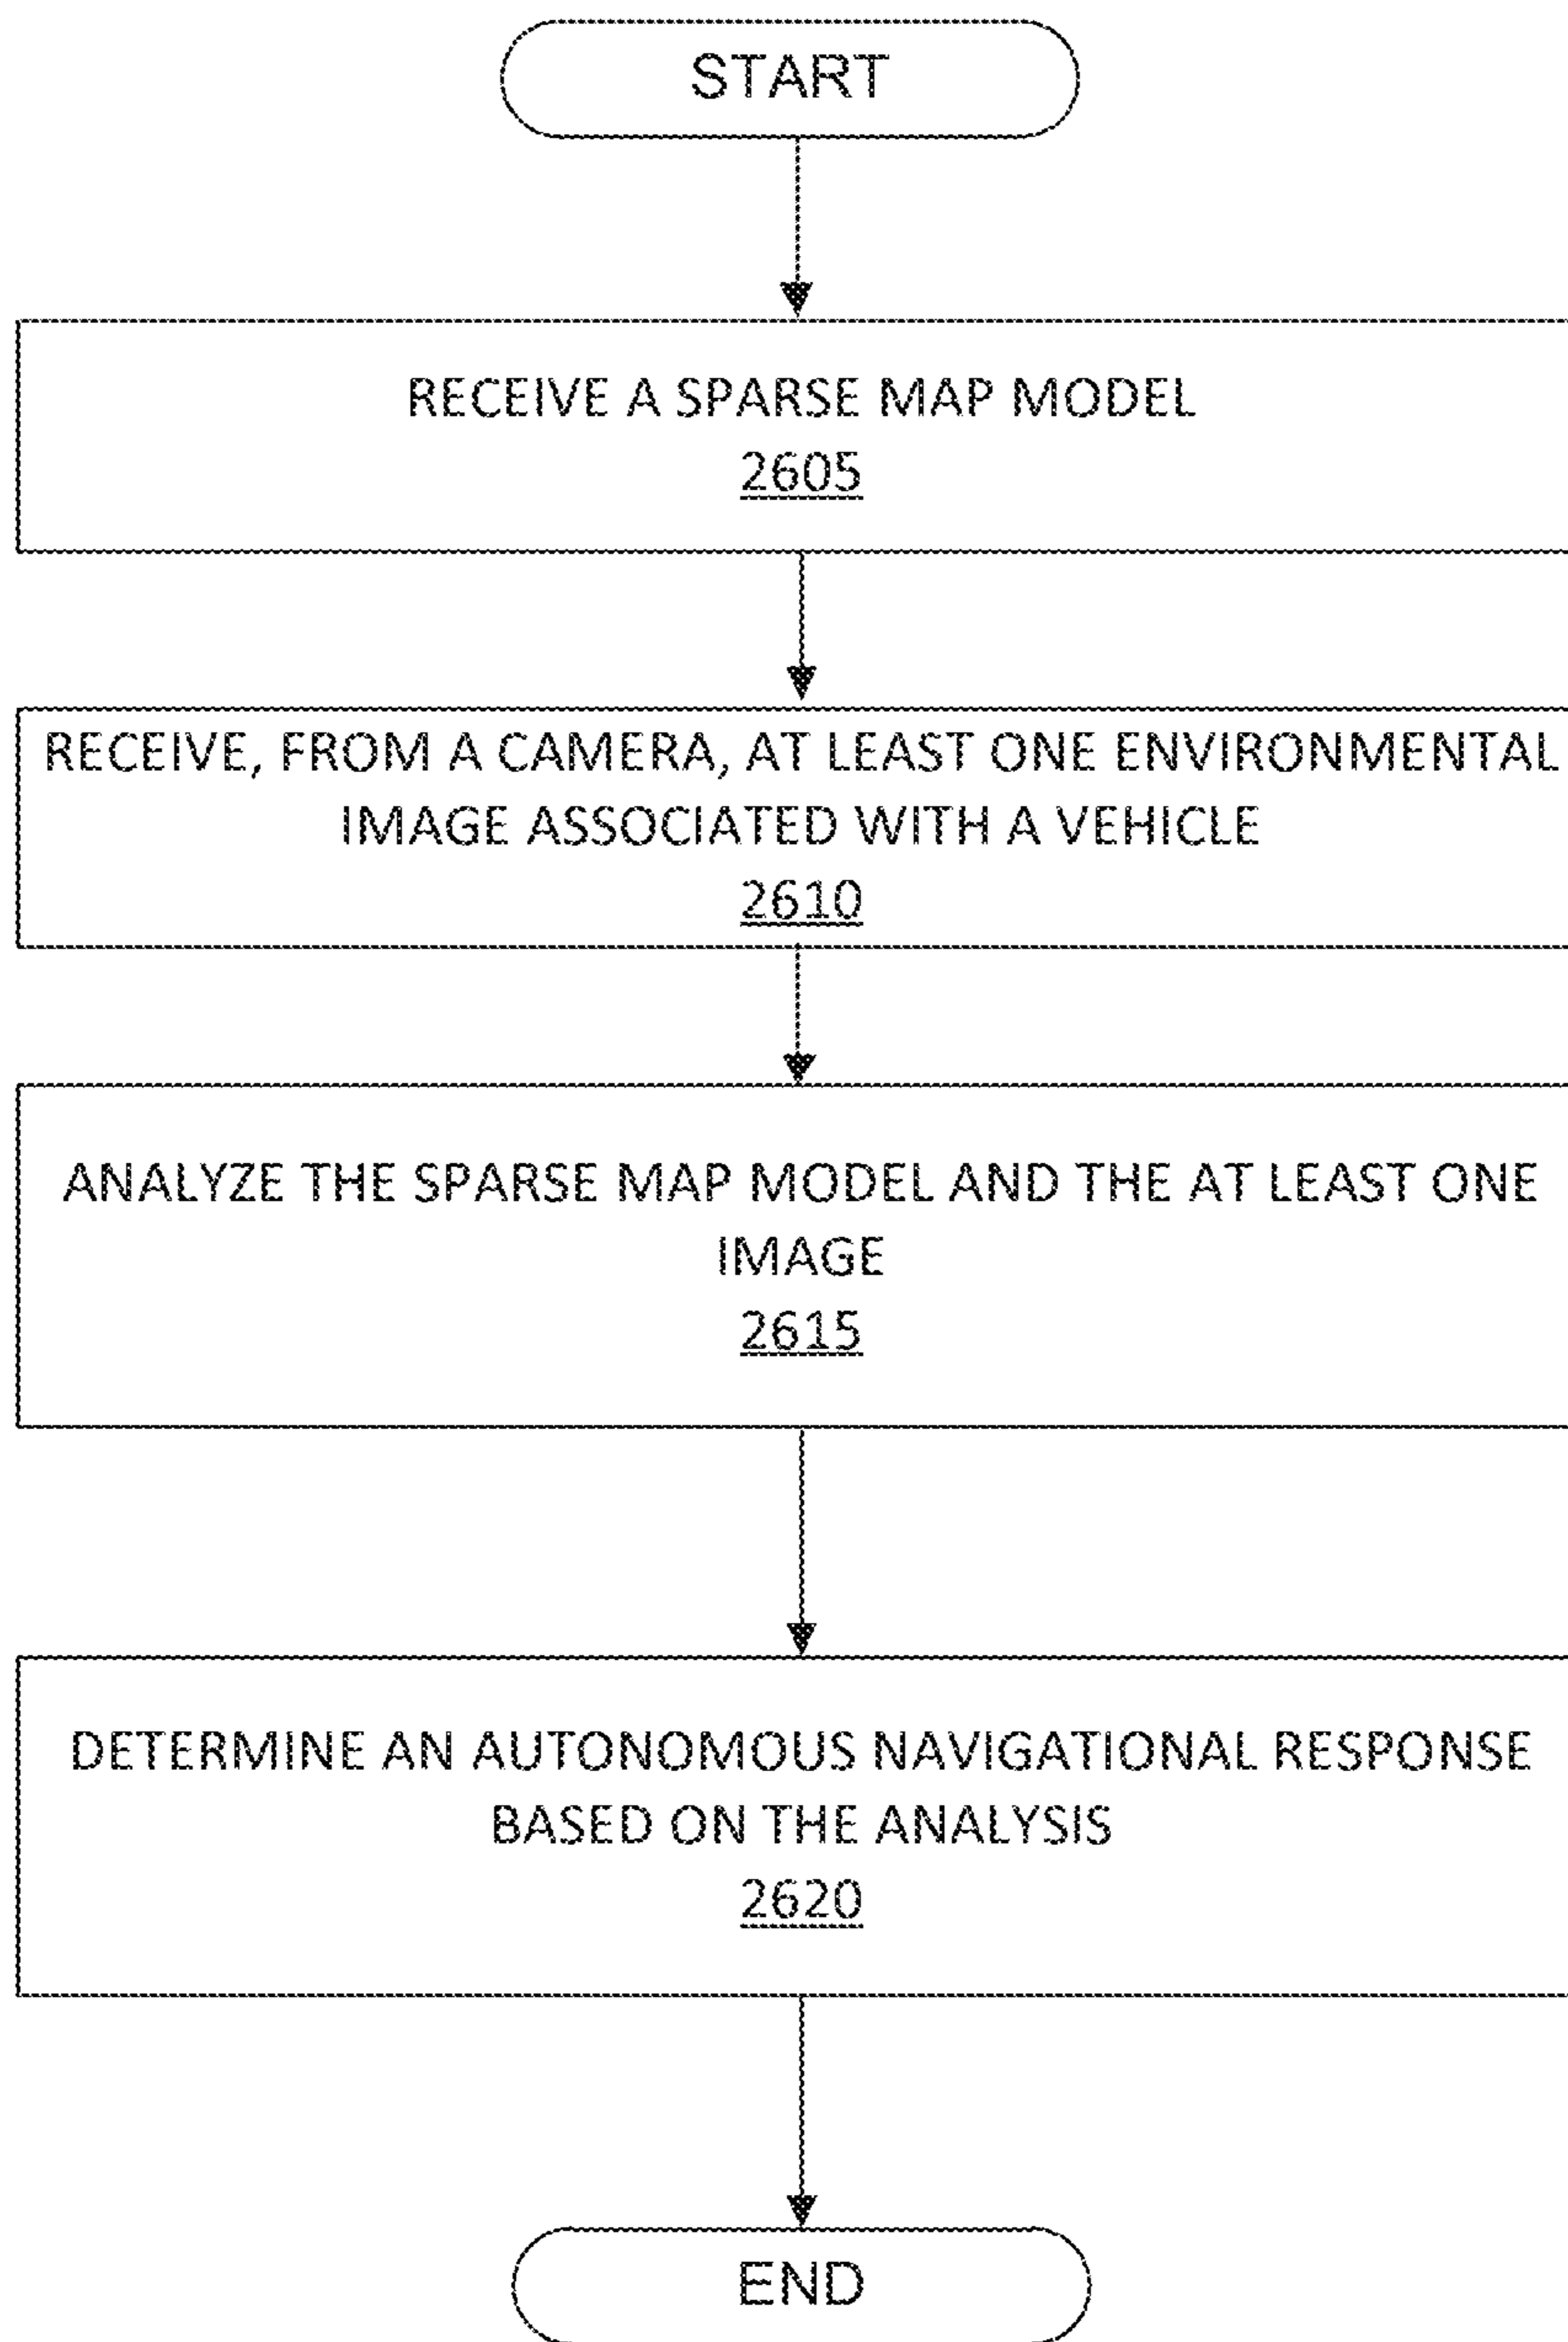 START
RECEIVE A SPARSE MAP MODEL
2605
RECEIVE, FROM A CAMERA, AT LEAST ONE ENVIRONMENTAL
IMAGE ASSOCIATED WITH A VEHICLE
2610
ANALYZE THE SPARSE MAP MODEL AND THE AT LEAST ONE
IMAGE
2615
DETERMINE AN AUTONOMOUS NAVIGATIONAL RESPONSE
BASED ON THE ANALYSIS
2620
END